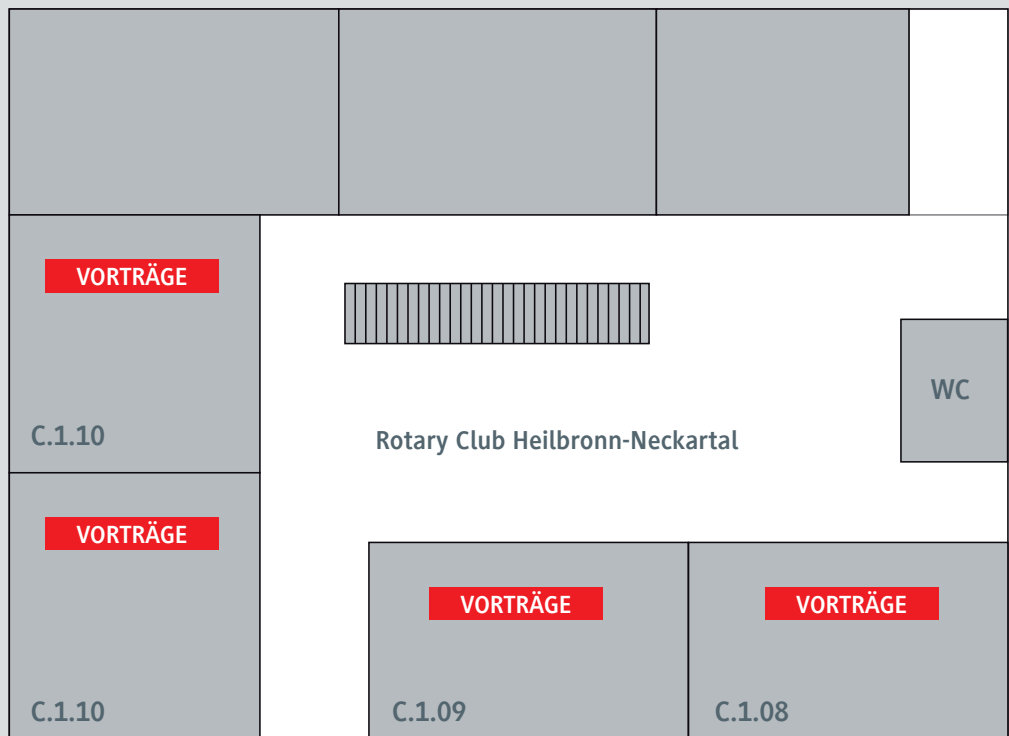 VORTRÄGE
C.1.10
WC
Rotary Club Heilbronn-Neckartal
VORTRÄGE
C.1.10
VORTRÄGE
C.1.09
VORTRÄGE
C.1.08